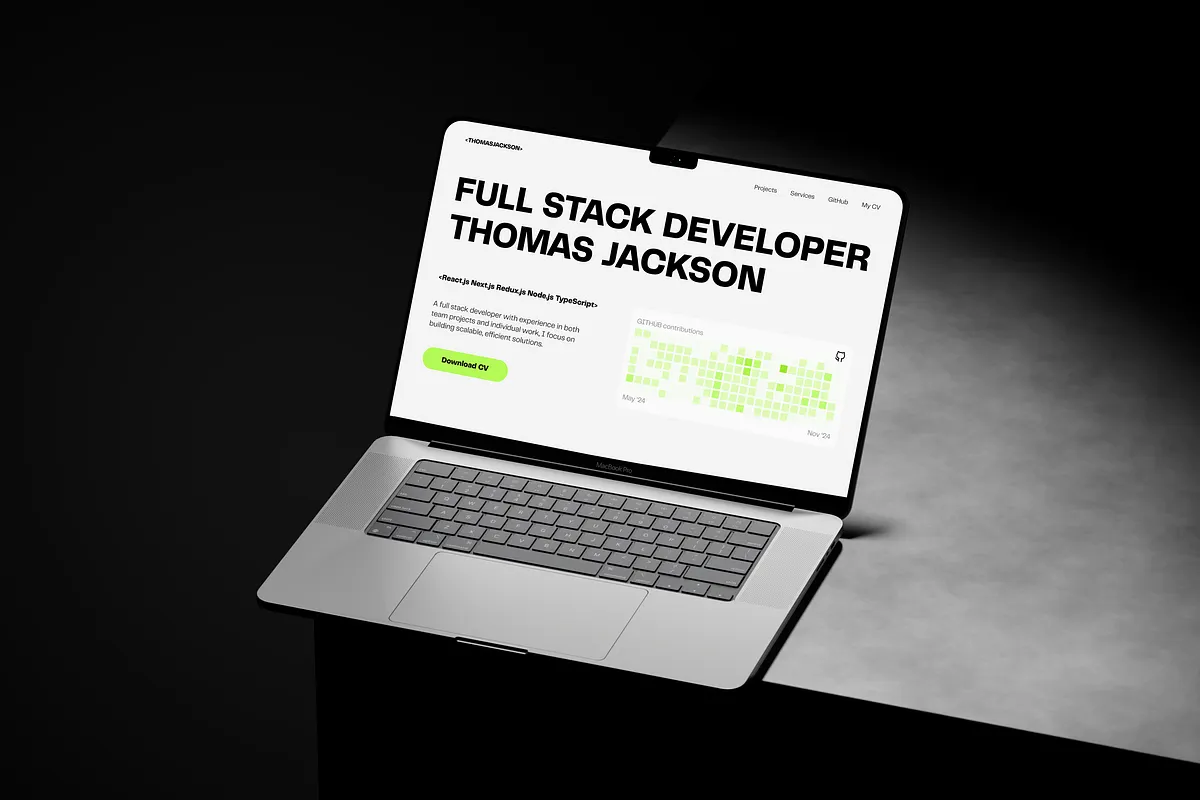 <THOMASJACKSON>
Projects Services GitHub My CV
FULL STACK DEVELOPER
THOMAS JACKSON
<React.js Next.js Redux.js Node.js TypeScript>
A full stack developer with experience in both
team projects and individual work, I focus on
building scalable, efficient solutions.
Download CV
GITHUB contributions
May '24
Nov '24
MacBook Pro